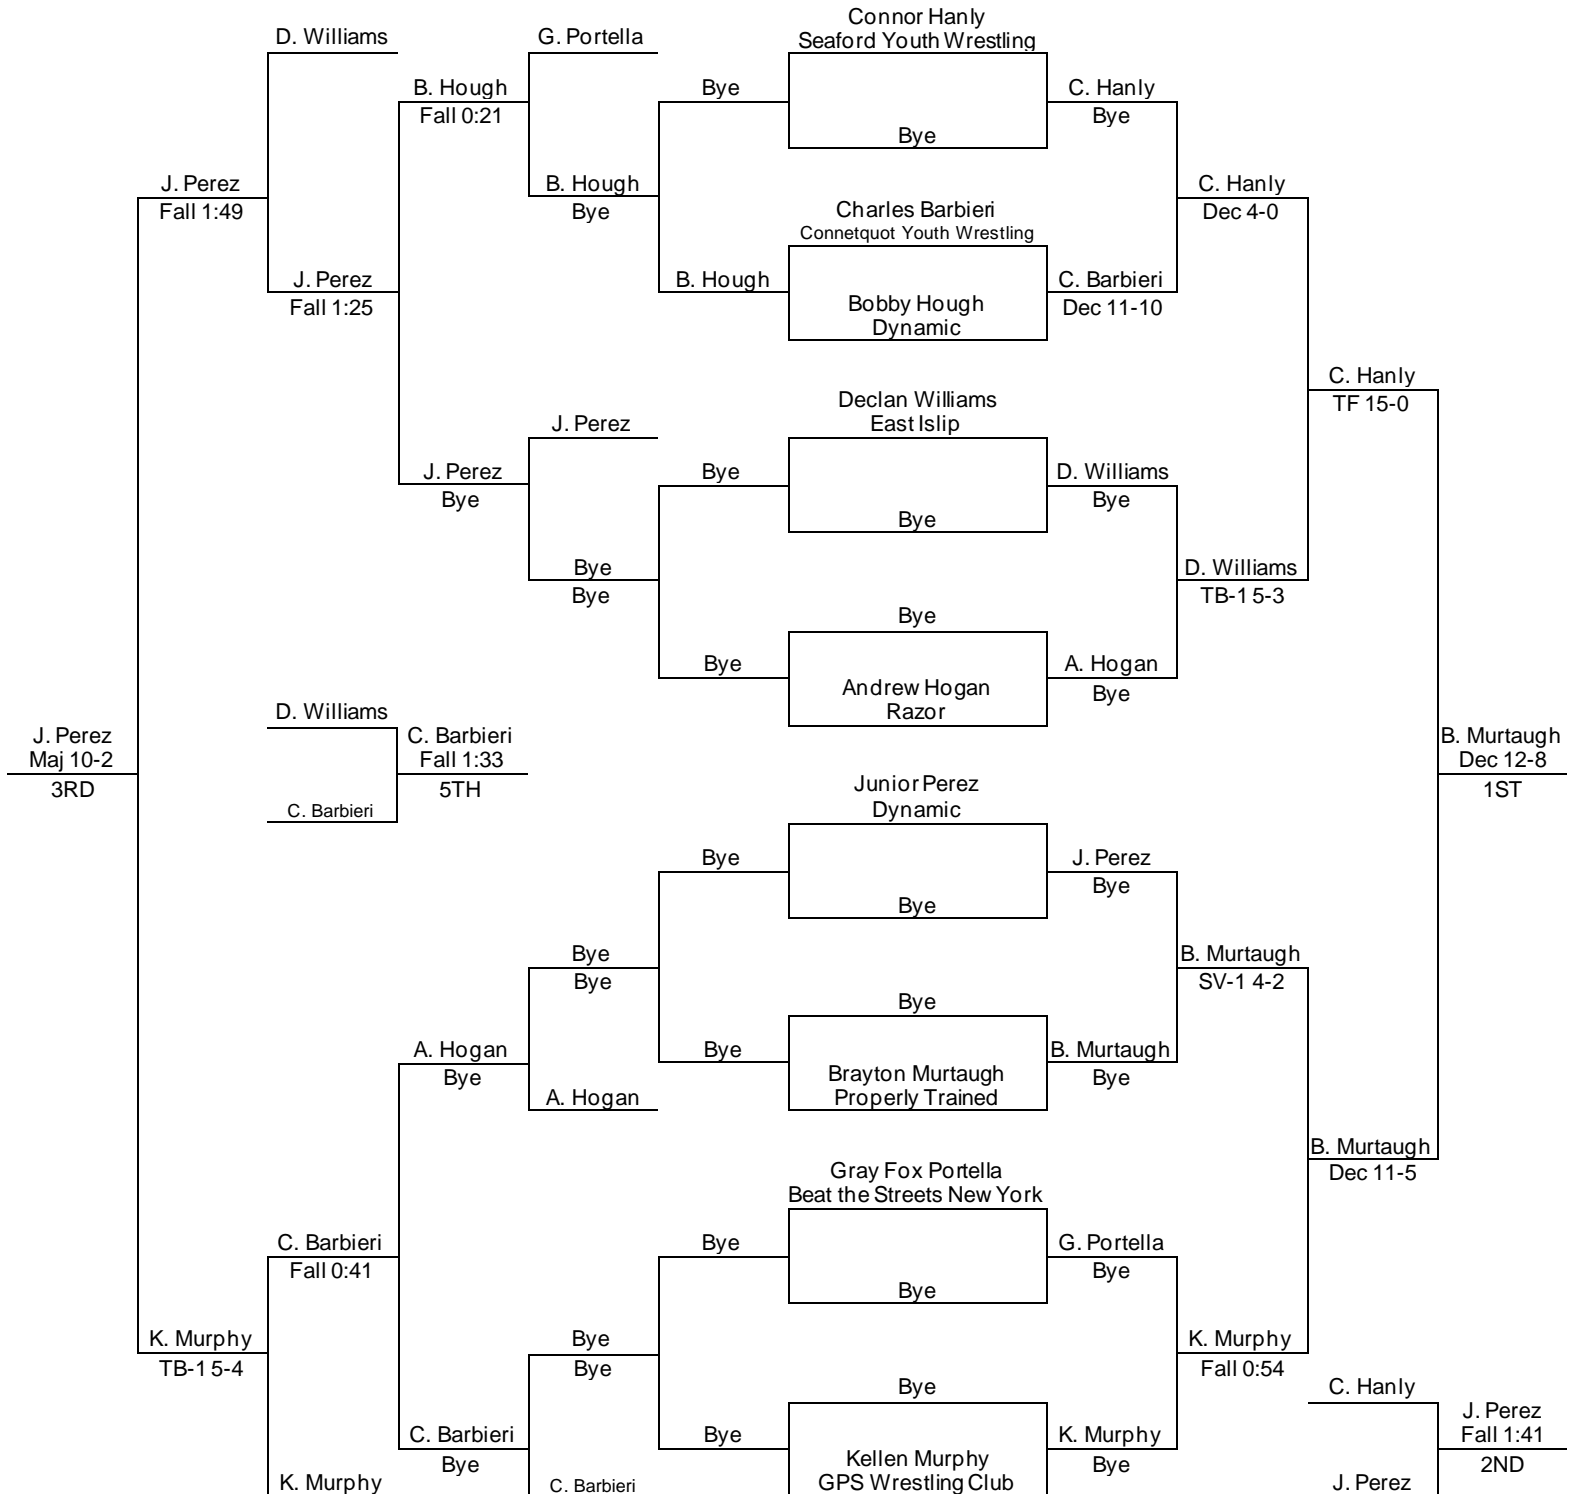 Connor Hanly
D. Williams
G. Portella
Seaford Youth Wrestling
B. Hough
Fall 0:21
Bye
C. Hanly
Bye
Bye
J. Perez
Fall 1:49
B. Hough
Bye
C. Hanly
Dec 4-0
Charles Barbieri
Connetquot Youth Wrestling
J. Perez
Fall 1:25
B. Hough
C. Barbieri
Dec 11-10
Bobby Hough
Dynamic
C. Hanly
TF 15-0
Declan Williams
East Islip
J. Perez
J. Perez
Bye
Bye
D. Williams
Bye
Bye
Bye
Bye
D. Williams
TB-1 5-3
Bye
Bye
A. Hogan
Bye
Andrew Hogan
Razor
D. Williams
J. Perez
Maj 10-2
3RD
C. Barbieri
Fall 1:33
5TH
B. Murtaugh
Dec 12-8
1ST
Junior Perez
Dynamic
C. Barbieri
Bye
J. Perez
Bye
Bye
Bye
Bye
B. Murtaugh
SV-1 4-2
Bye
A. Hogan
Bye
Bye
B. Murtaugh
Bye
Brayton Murtaugh
Properly Trained
A. Hogan
B. Murtaugh
Dec 11-5
Gray Fox Portella
Beat the Streets New York
C. Barbieri
Fall 0:41
Bye
G. Portella
Bye
Bye
K. Murphy
TB-1 5-4
Bye
Bye
K. Murphy
Fall 0:54
Bye
C. Hanly
C. Barbieri
Bye
Bye
K. Murphy
Bye
J. Perez
Fall 1:41
2ND
Kellen Murphy
GPS Wrestling Club
K. Murphy
C. Barbieri
J. Perez